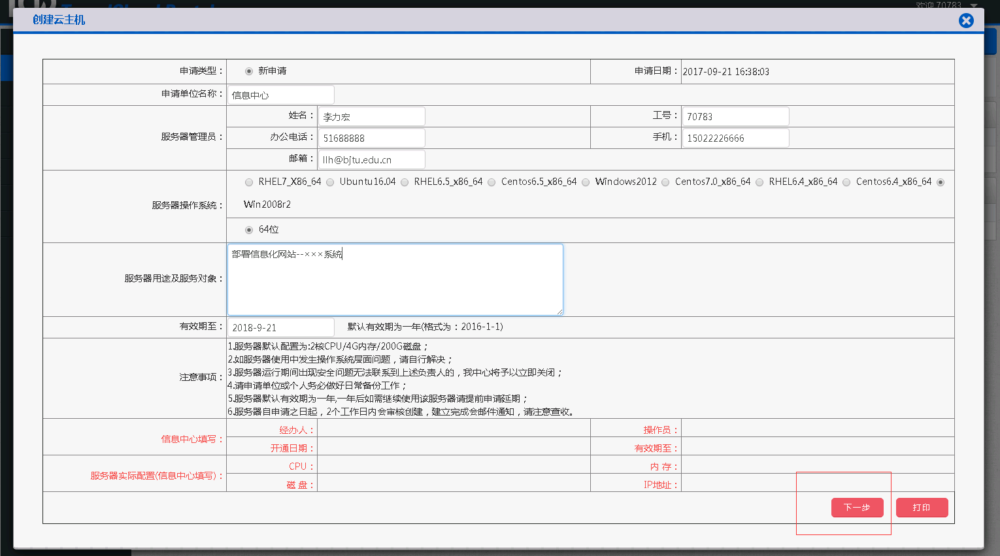 欢迎 70783
创建云主机
申请类型： 新申请 申请日期： 2017-09-21 16:38:03
申请单位名称： 信息中心
服务器管理员：
姓名： 李力宏 工号： 70783
办公电话： 51688888 手机： 15022226666
邮箱： llh@bjtu.edu.cn
服务器操作系统：
RHEL7_X86_64 Ubuntu16.04 RHEL6.5_x86_64 Centos6.5_x86_64 Windows2012 Centos7.0_x86_64 RHEL6.4_x86_64 Centos6.4_x86_64
Win2008r2
64位
服务器用途及服务对象： 部署信息化网站--×××系统
有效期至： 2018-9-21 默认有效期为一年(格式为：2016-1-1)
注意事项：
1.服务器默认配置为:2核CPU/4G内存/200G磁盘；
2.如服务器使用中发生操作系统层面问题，请自行解决；
3.服务器运行期间出现安全问题无法联系到上述负责人的，我中心将予以立即关闭；
4.请申请单位或个人务必做好日常备份工作；
5.服务器默认有效期为一年,一年后如需继续使用该服务器请提前申请延期；
6.服务器自申请之日起，2个工作日内会审核创建，建立完成会邮件通知，请注意查收。
信息中心填写：
经办人： 操作员：
开通日期： 有效期至：
服务器实际配置(信息中心填写)：
CPU： 内 存：
磁 盘： IP地址：
下一步 打印